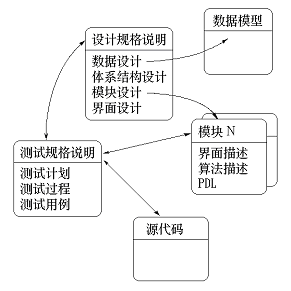 数据模型
设计规格说明
数据设计
体系结构设计
模块设计
界面设计
模块 N
界面描述
算法描述
PDL
测试规格说明
测试计划
测试过程
测试用例
源代码